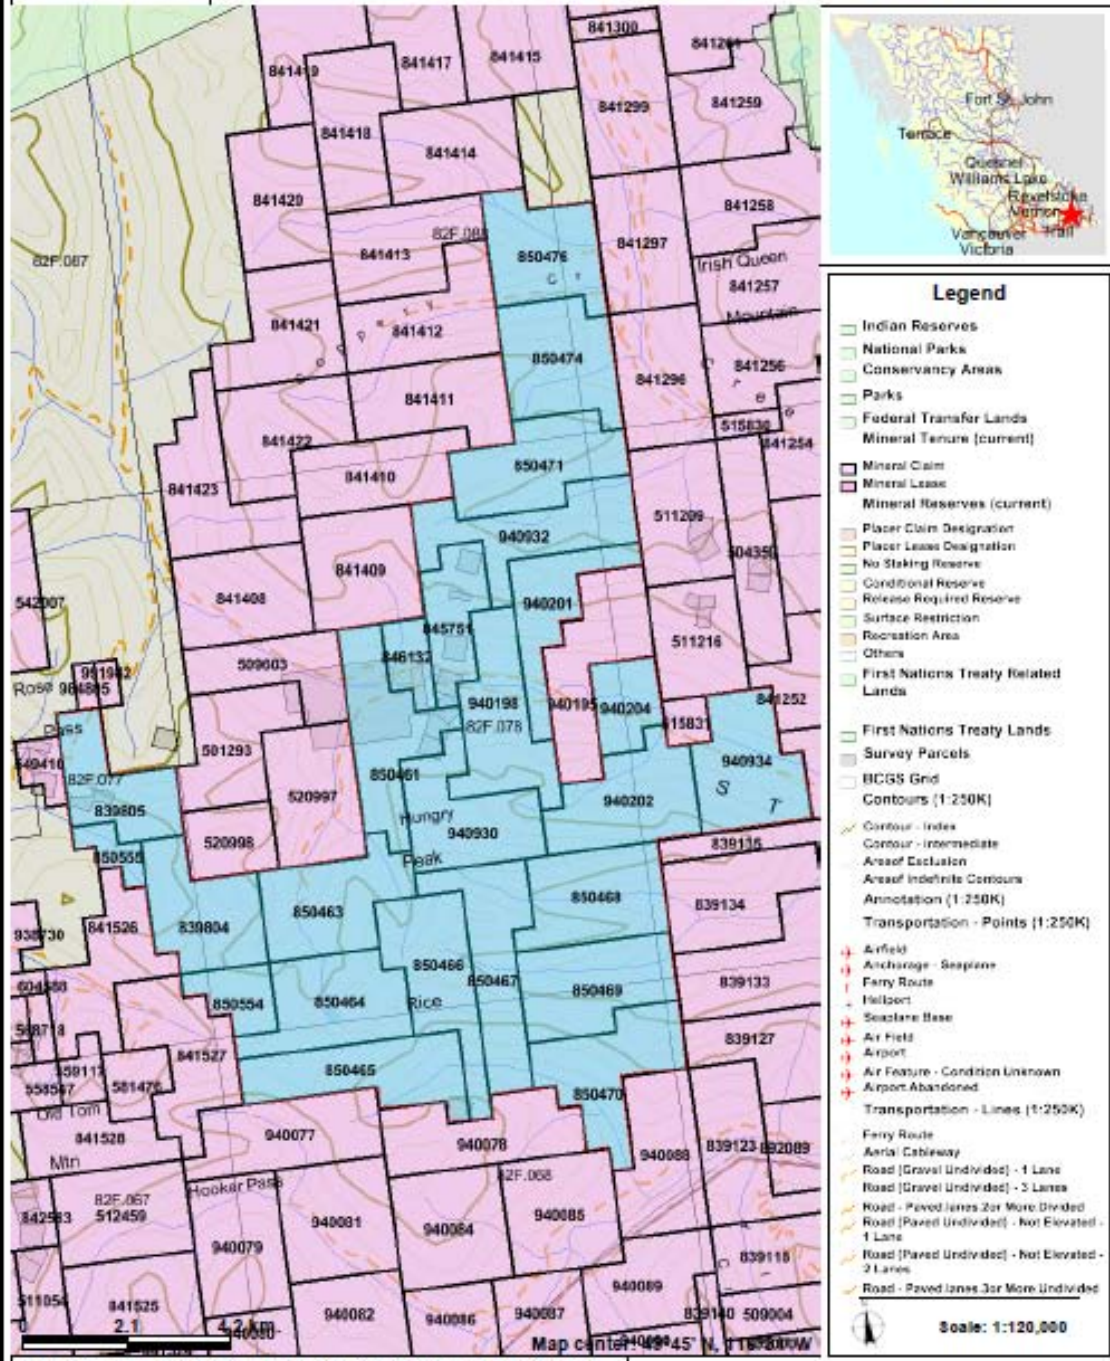 841300
841419
841417
841415
841261
841299
841259
841418
841414
841420
841258
82F.088
841413
841297
850476
Irish Queen
82F.087
841257
Mountain
841421
841412
850474
841256
841296
841411
515830
841422
841254
850471
841410
841423
511209
940932
504350
841409
542007
841408
940201
845751
511216
846132
509603
951942
Rose
940198
940195
940204
841252
Pass
82F.078
515831
549410
501293
940934
82F.077
850461
S
520997
940202
T
839805
Hungry
940930
520998
839135
850555
Peak
850468
839134
850463
839804
841526
938730
850466
850467
839133
604568
850469
850554
850464
Rice
839127
841527
559117
850465
558547
581476
850470
Old Tom
841528
940077
940078
940088
839123
892089
Mtn
82F.068
Hooker Pass
82F.067
512459
842583
940081
940084
940085
940079
839118
940089
511054
841525
940082
940086
940087
839140
509004
0
2.1
4.2 km
Fort St. John
Terrace
Quesnel
Williams Lake
Revelstoke
Vernon
Vancouver
Trail
Victoria
Legend
Indian Reserves
National Parks
Conservancy Areas
Parks
Federal Transfer Lands
Mineral Tenure (current)
Mineral Claim
Mineral Lease
Mineral Reserves (current)
Placer Claim Designation
Placer Lease Designation
No Staking Reserve
Conditional Reserve
Release Required Reserve
Surface Restriction
Recreation Area
Others
First Nations Treaty Related
Lands
First Nations Treaty Lands
Survey Parcels
BCGS Grid
Contours (1:250K)
Contour - Index
Contour - Intermediate
Area of Exclusion
Area of Indefinite Contours
Annotation (1:250K)
Transportation - Points (1:250K)
Airfield
Anchorage - Seaplane
Ferry Route
Heliport
Seaplane Base
Air Field
Airport
Air Feature - Condition Unknown
Airport Abandoned
Transportation - Lines (1:250K)
Ferry Route
Aerial Cableway
Road (Gravel Undivided) - 1 Lane
Road (Gravel Undivided) - 3 Lanes
Road - Paved lanes 2or More Divided
Road (Paved Undivided) - Not Elevated -
1 Lane
Road (Paved Undivided) - Not Elevated -
2 Lanes
Road - Paved lanes 3or More Undivided
Scale: 1:120,000